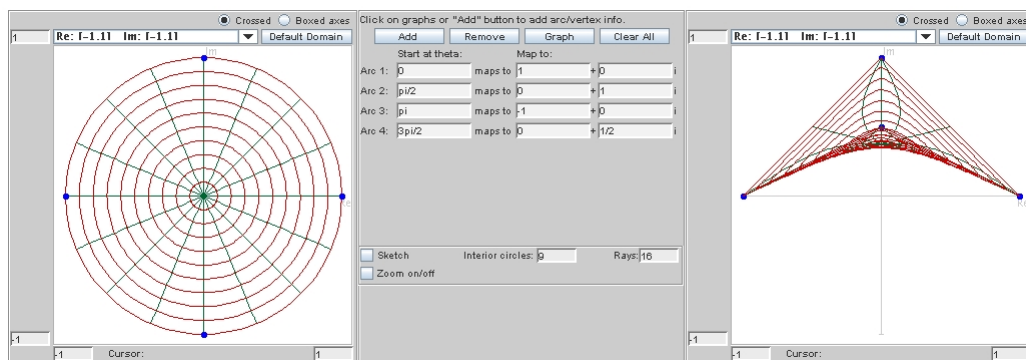 Crossed Boxed axes
1 Re: [-1,1] Im: [-1,1] Default Domain
Im
Re
-1
-1 Cursor: 1
Click on graphs or "Add" button to add arc/vertex info.
Add Remove Graph Clear All
Start at theta: Map to:
Arc 1: 0 maps to 1 + 0 i
Arc 2: pi/2 maps to 0 + 1 i
Arc 3: pi maps to -1 + 0 i
Arc 4: 3pi/2 maps to 0 + 1/2 i
Sketch Interior circles: 9 Rays: 16
Zoom on/off
Crossed Boxed axes
1 Re: [-1,1] Im: [-1,1] Default Domain
Im
Re
-1
-1 Cursor: 1